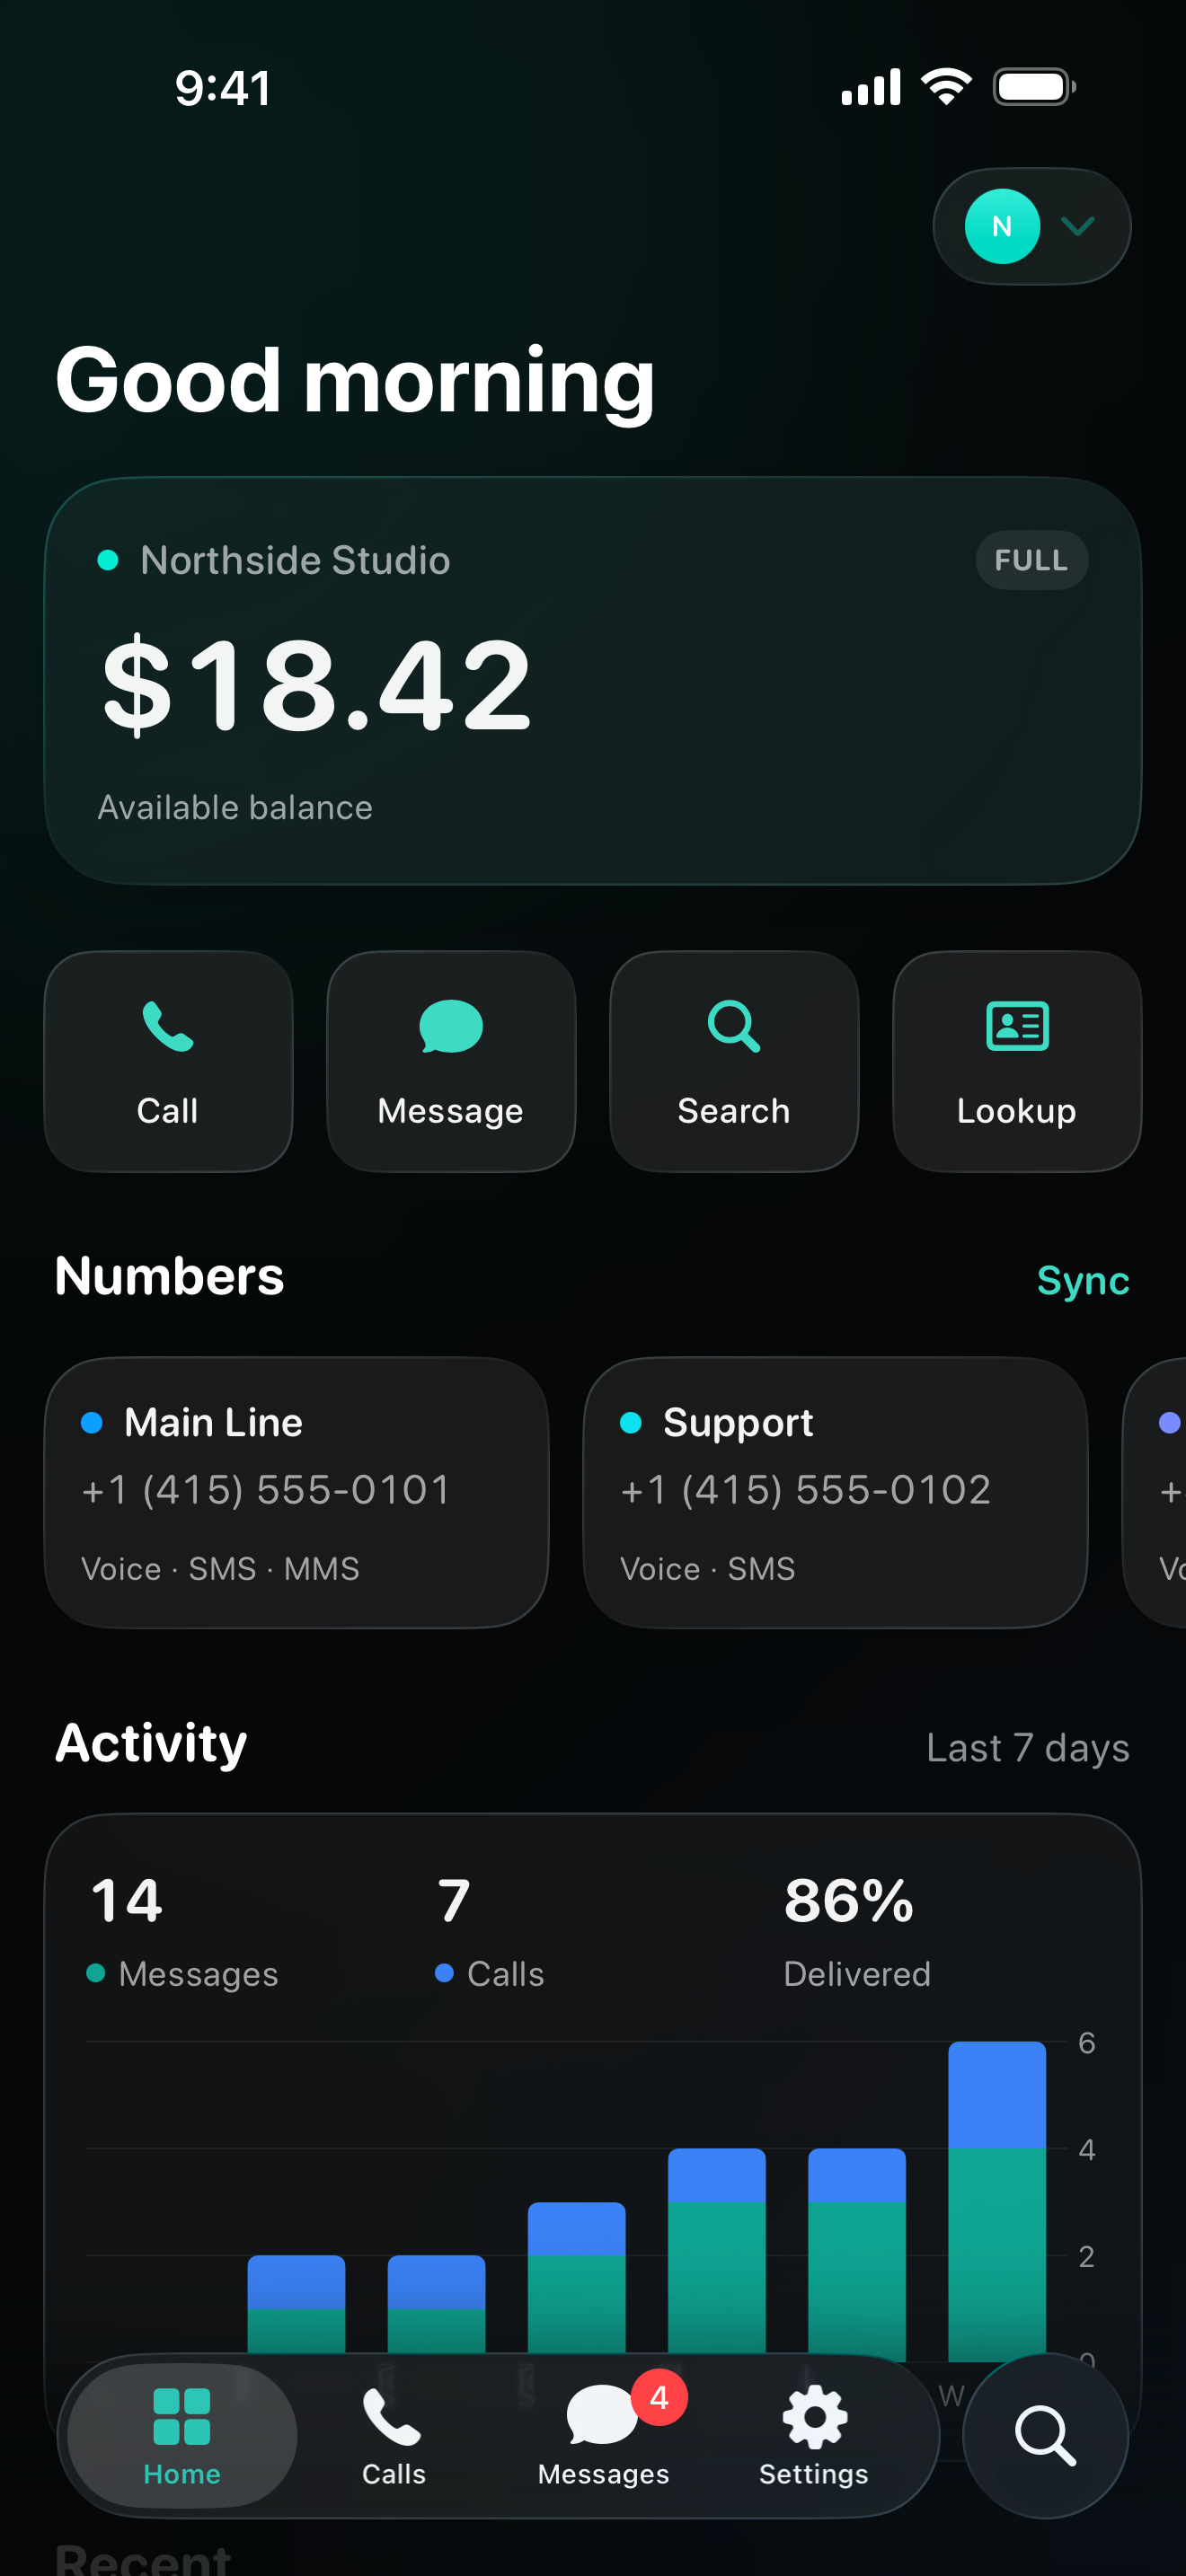 9:41
N
Good morning
Northside Studio
FULL
$18.42
Available balance
Call
Message
Search
Lookup
Numbers
Sync
Main Line
+1 (415) 555-0101
Voice · SMS · MMS
Support
+1 (415) 555-0102
Voice · SMS
Activity
Last 7 days
14
Messages
7
Calls
86%
Delivered
6
4
2
0
W
Home
Calls
4
Messages
Settings
Recent